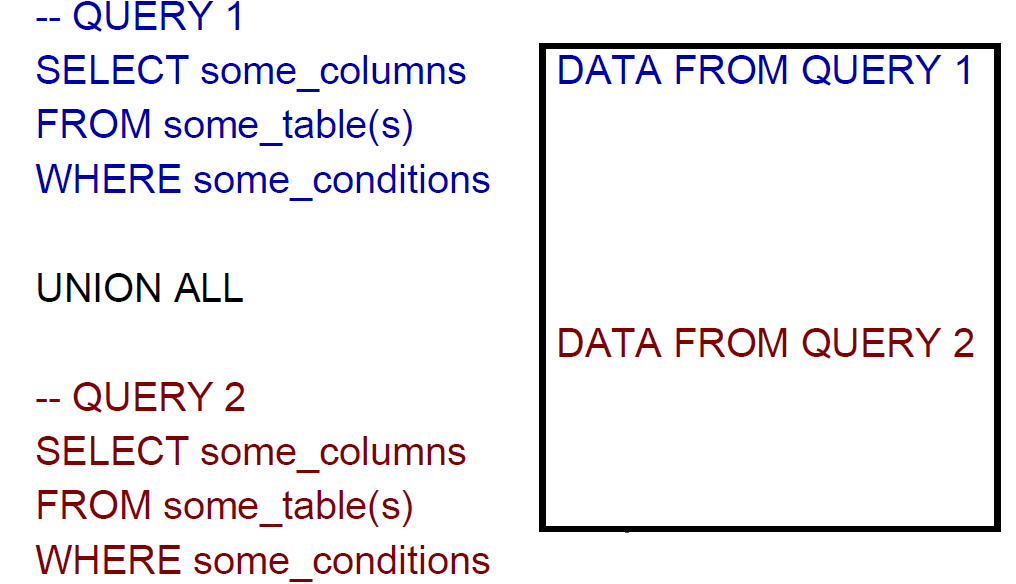 -- QUERY 1
SELECT some_columns
FROM some_table(s)
WHERE some_conditions
UNION ALL
-- QUERY 2
SELECT some_columns
FROM some_table(s)
WHERE some_conditions
DATA FROM QUERY 1
DATA FROM QUERY 2